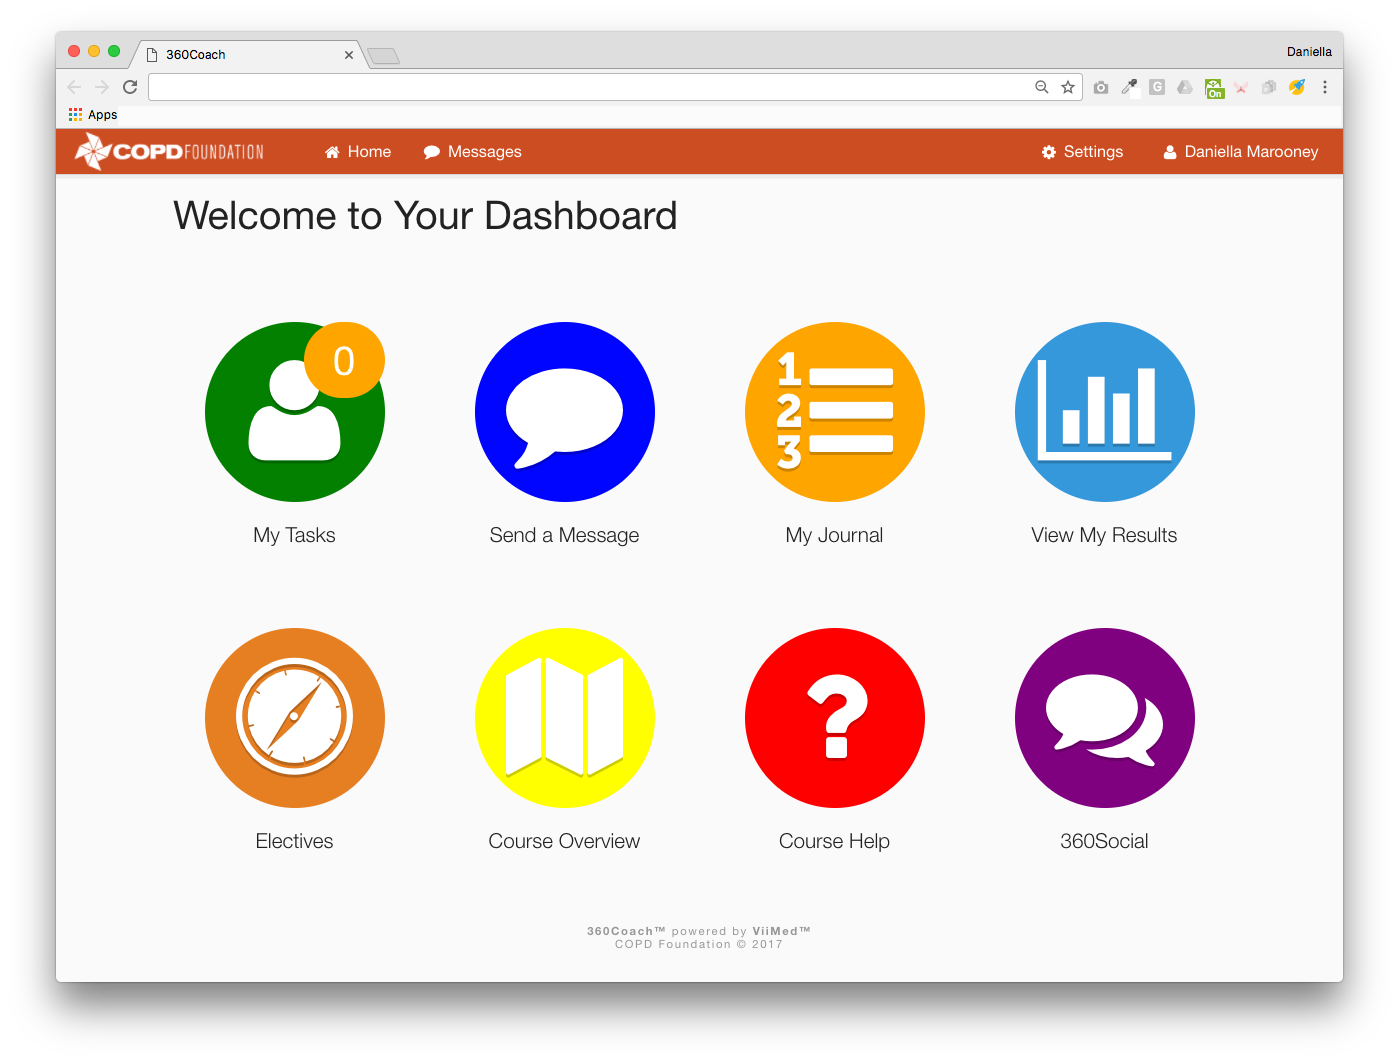 Daniella
360Coach
G
On
Apps
COPDFOUNDATION
Home
Messages
Settings
Daniella Marooney
Welcome to Your Dashboard
0
1
2
3
My Tasks
Send a Message
My Journal
View My Results
Electives
Course Overview
Course Help
360Social
360Coach™ powered by ViiMed™
COPD Foundation © 2017